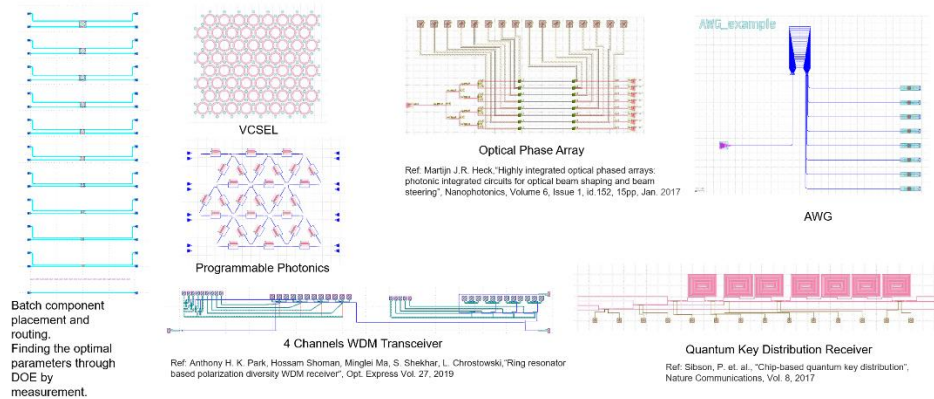 AWG_example
VCSEL
Optical Phase Array
Ref: Martijn J.R. Heck,"Highly integrated optical phased arrays:
photonic integrated circuits for optical beam shaping and beam
steering", Nanophotonics, Volume 6, Issue 1, id.152, 15pp, Jan. 2017
AWG
Programmable Photonics
Batch component
placement and
routing.
Finding the optimal
parameters through
DOE by
measurement.
4 Channels WDM Transceiver
Ref: Anthony H. K. Park, Hossam Shoman, Minglei Ma, S. Shekhar, L. Chrostowski,"Ring resonator
based polarization diversity WDM receiver", Opt. Express Vol. 27, 2019
Quantum Key Distribution Receiver
Ref: Sibson, P. et. al., "Chip-based quantum key distribution",
Nature Communications, Vol. 8, 2017